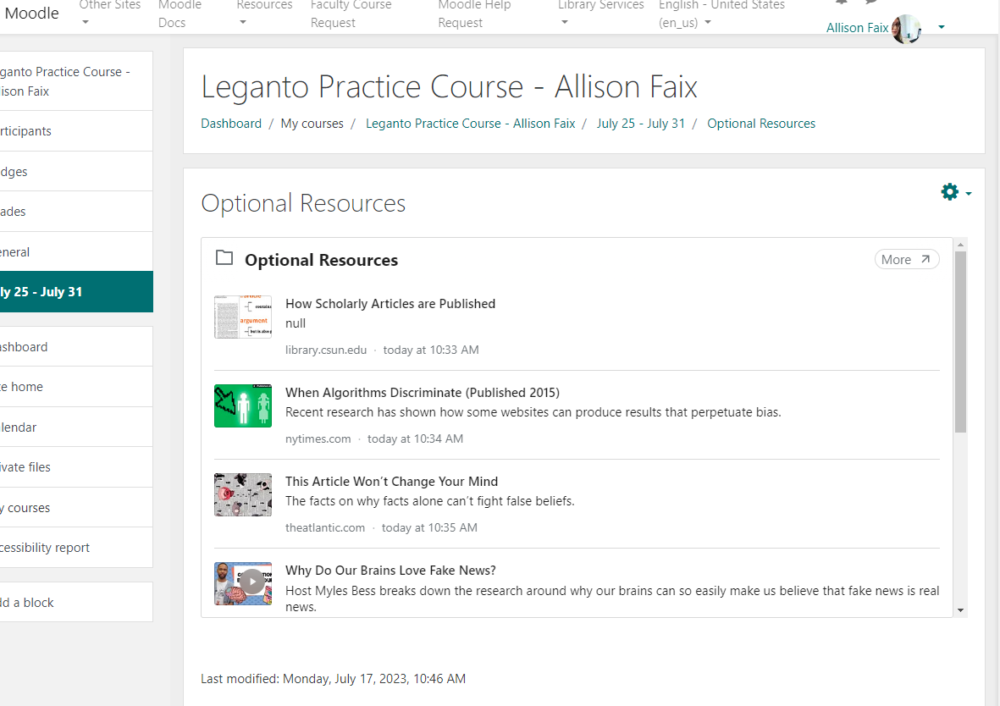 Moodle
Other Sites
Moodle
Docs
Resources
Faculty Course
Request
Moodle Help
Request
Library Services
English - United States
(en_us)
Allison Faix
ganto Practice Course -
ison Faix
rticipants
dges
ades
eneral
ly 25 - July 31
ashboard
te home
lendar
ivate files
y courses
cessibility report
dd a block
Leganto Practice Course - Allison Faix
Dashboard / My courses / Leganto Practice Course - Allison Faix / July 25 - July 31 / Optional Resources
Optional Resources
Optional Resources
More
How Scholarly Articles are Published
null
library.csun.edu · today at 10:33 AM
When Algorithms Discriminate (Published 2015)
Recent research has shown how some websites can produce results that perpetuate bias.
nytimes.com · today at 10:34 AM
This Article Won’t Change Your Mind
The facts on why facts alone can’t fight false beliefs.
theatlantic.com · today at 10:35 AM
Why Do Our Brains Love Fake News?
Host Myles Bess breaks down the research around why our brains can so easily make us believe that fake news is real
news.
Last modified: Monday, July 17, 2023, 10:46 AM